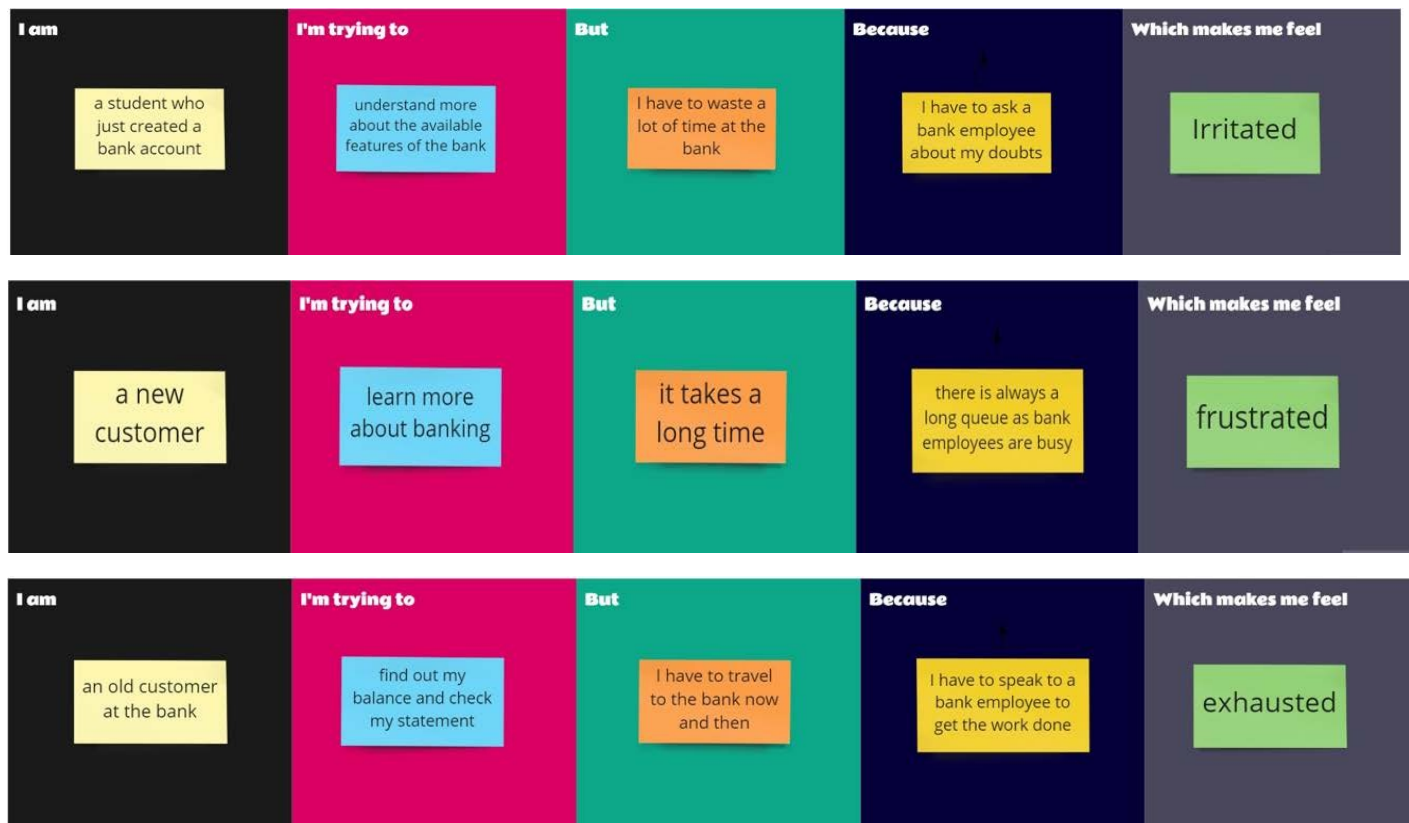 I am
a student who
just created a
bank account
I'm trying to
understand more
about the available
features of the bank
But
I have to waste a
lot of time at the
bank
Because
I have to ask a
bank employee
about my doubts
Which makes me feel
Irritated
I am
a new
customer
I'm trying to
learn more
about banking
But
it takes a
long time
Because
there is always a
long queue as bank
employees are busy
Which makes me feel
frustrated
I am
an old customer
at the bank
I'm trying to
find out my
balance and check
my statement
But
I have to travel
to the bank now
and then
Because
I have to speak to a
bank employee to
get the work done
Which makes me feel
exhausted